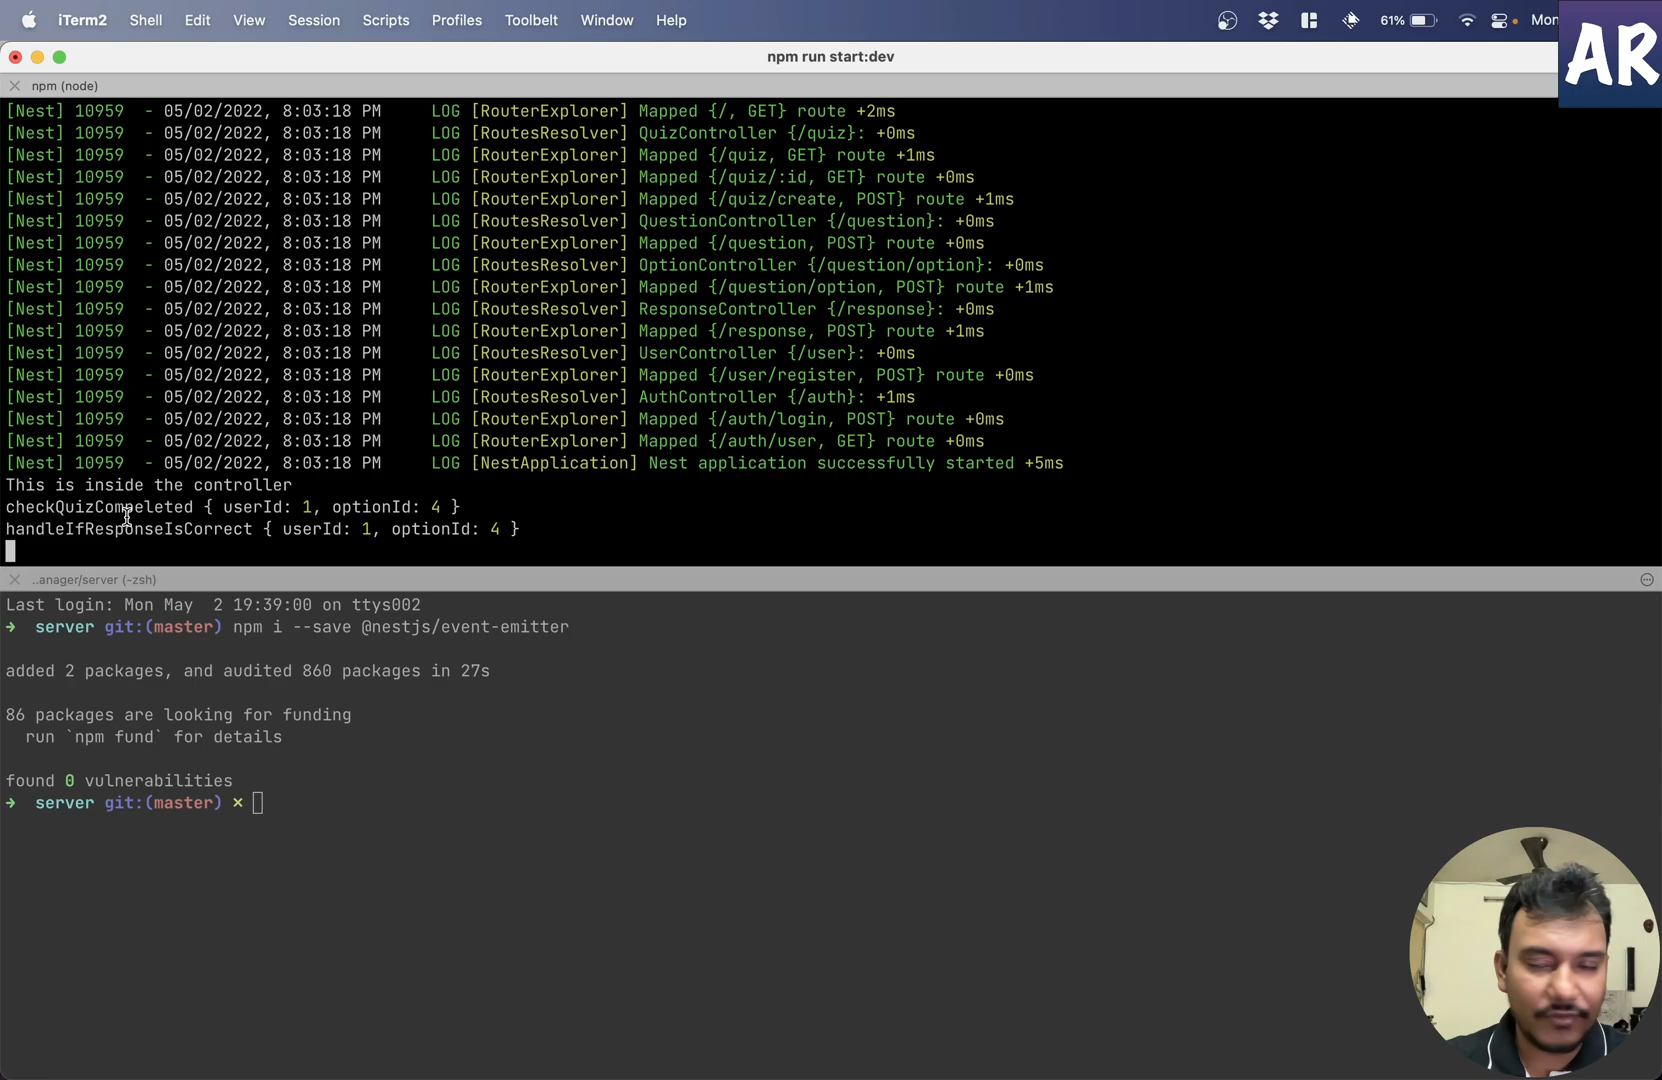 iTerm2 Shell Edit View Session Scripts Profiles Toolbelt Window Help 61% Mon
AR
npm run start:dev
npm (node)
[Nest] 10959  - 05/02/2022, 8:03:18 PM     LOG [RouterExplorer] Mapped {/, GET} route +2ms
[Nest] 10959  - 05/02/2022, 8:03:18 PM     LOG [RoutesResolver] QuizController {/quiz}: +0ms
[Nest] 10959  - 05/02/2022, 8:03:18 PM     LOG [RouterExplorer] Mapped {/quiz, GET} route +1ms
[Nest] 10959  - 05/02/2022, 8:03:18 PM     LOG [RouterExplorer] Mapped {/quiz/:id, GET} route +0ms
[Nest] 10959  - 05/02/2022, 8:03:18 PM     LOG [RouterExplorer] Mapped {/quiz/create, POST} route +1ms
[Nest] 10959  - 05/02/2022, 8:03:18 PM     LOG [RoutesResolver] QuestionController {/question}: +0ms
[Nest] 10959  - 05/02/2022, 8:03:18 PM     LOG [RouterExplorer] Mapped {/question, POST} route +0ms
[Nest] 10959  - 05/02/2022, 8:03:18 PM     LOG [RoutesResolver] OptionController {/question/option}: +0ms
[Nest] 10959  - 05/02/2022, 8:03:18 PM     LOG [RouterExplorer] Mapped {/question/option, POST} route +1ms
[Nest] 10959  - 05/02/2022, 8:03:18 PM     LOG [RoutesResolver] ResponseController {/response}: +0ms
[Nest] 10959  - 05/02/2022, 8:03:18 PM     LOG [RouterExplorer] Mapped {/response, POST} route +1ms
[Nest] 10959  - 05/02/2022, 8:03:18 PM     LOG [RoutesResolver] UserController {/user}: +0ms
[Nest] 10959  - 05/02/2022, 8:03:18 PM     LOG [RouterExplorer] Mapped {/user/register, POST} route +0ms
[Nest] 10959  - 05/02/2022, 8:03:18 PM     LOG [RoutesResolver] AuthController {/auth}: +1ms
[Nest] 10959  - 05/02/2022, 8:03:18 PM     LOG [RouterExplorer] Mapped {/auth/login, POST} route +0ms
[Nest] 10959  - 05/02/2022, 8:03:18 PM     LOG [RouterExplorer] Mapped {/auth/user, GET} route +0ms
[Nest] 10959  - 05/02/2022, 8:03:18 PM     LOG [NestApplication] Nest application successfully started +5ms
This is inside the controller
checkQuizCompeleted { userId: 1, optionId: 4 }
handleIfResponseIsCorrect { userId: 1, optionId: 4 }
..anager/server (-zsh)
Last login: Mon May  2 19:39:00 on ttys002
➜  server git:(master) npm i --save @nestjs/event-emitter
added 2 packages, and audited 860 packages in 27s
86 packages are looking for funding
  run `npm fund` for details
found 0 vulnerabilities
➜  server git:(master) ✗